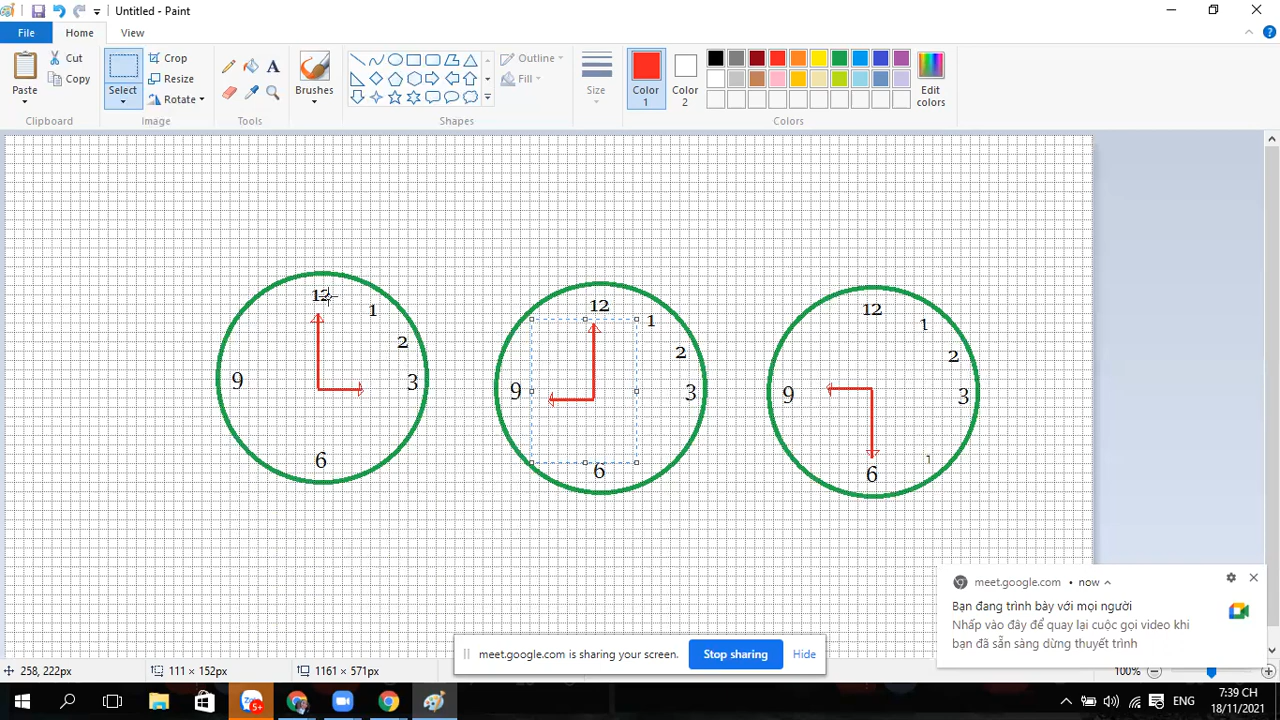 Untitled - Paint
File
Home
View
Paste
Cut
Copy
Clipboard
Select
Crop
Resize
Rotate
Image
A
Tools
Brushes
Outline
Fill
Shapes
Size
Color 1
Color 2
Edit colors
Colors
12
1
2
3
6
9
12
1
2
3
6
9
12
1
2
3
6
9
1
meet.google.com • now
Bạn đang trình bày với mọi người
Nhấp vào đây để quay lại cuộc gọi video khi
bạn đã sẵn sàng dừng thuyết trình
meet.google.com is sharing your screen.
Stop sharing
Hide
258, 222px
111 × 152px
1161 × 571px
100%
5+
ENG
7:39 CH
18/11/2021